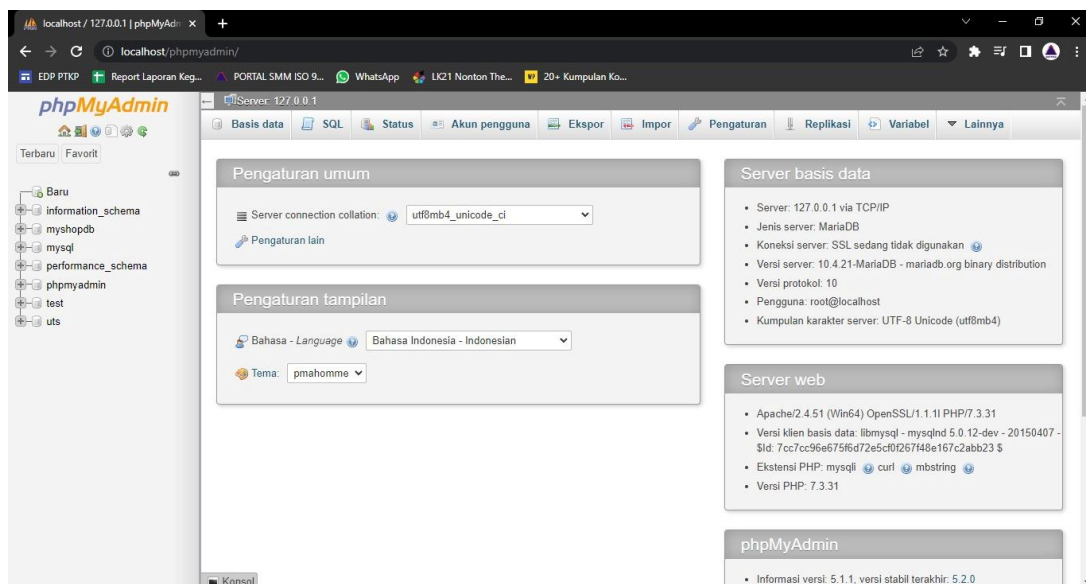 localhost / 127.0.0.1 | phpMyAdn
localhost/phpmyadmin/
EDP PTKP Report Laporan Keg... PORTAL SMM ISO 9... WhatsApp LK21 Nonton The... 20+ Kumpulan Ko...
phpMyAdmin
Terbaru Favorit
Baru
information_schema
myshopdb
mysql
performance_schema
phpmyadmin
test
uts
Server: 127.0.0.1
Basis data SQL Status Akun pengguna Ekspor Impor Pengaturan Replikasi Variabel Lainnya
Pengaturan umum
Server connection collation: utf8mb4_unicode_ci
Pengaturan lain
Pengaturan tampilan
Bahasa - Language Bahasa Indonesia - Indonesian
Tema: pmahomme
Server basis data
Server: 127.0.0.1 via TCP/IP
Jenis server: MariaDB
Koneksi server: SSL sedang tidak digunakan
Versi server: 10.4.21-MariaDB - mariadb.org binary distribution
Versi protokol: 10
Pengguna: root@localhost
Kumpulan karakter server: UTF-8 Unicode (utf8mb4)
Server web
Apache/2.4.51 (Win64) OpenSSL/1.1.1l PHP/7.3.31
Versi klien basis data: libmysql - mysqlnd 5.0.12-dev - 20150407 -
$Id: 7cc7cc96e675f6d72e5cf0f267f48e167c2abb23 $
Ekstensi PHP: mysqli curl mbstring
Versi PHP: 7.3.31
phpMyAdmin
Informasi versi: 5.1.1, versi stabil terakhir: 5.2.0
Konsol